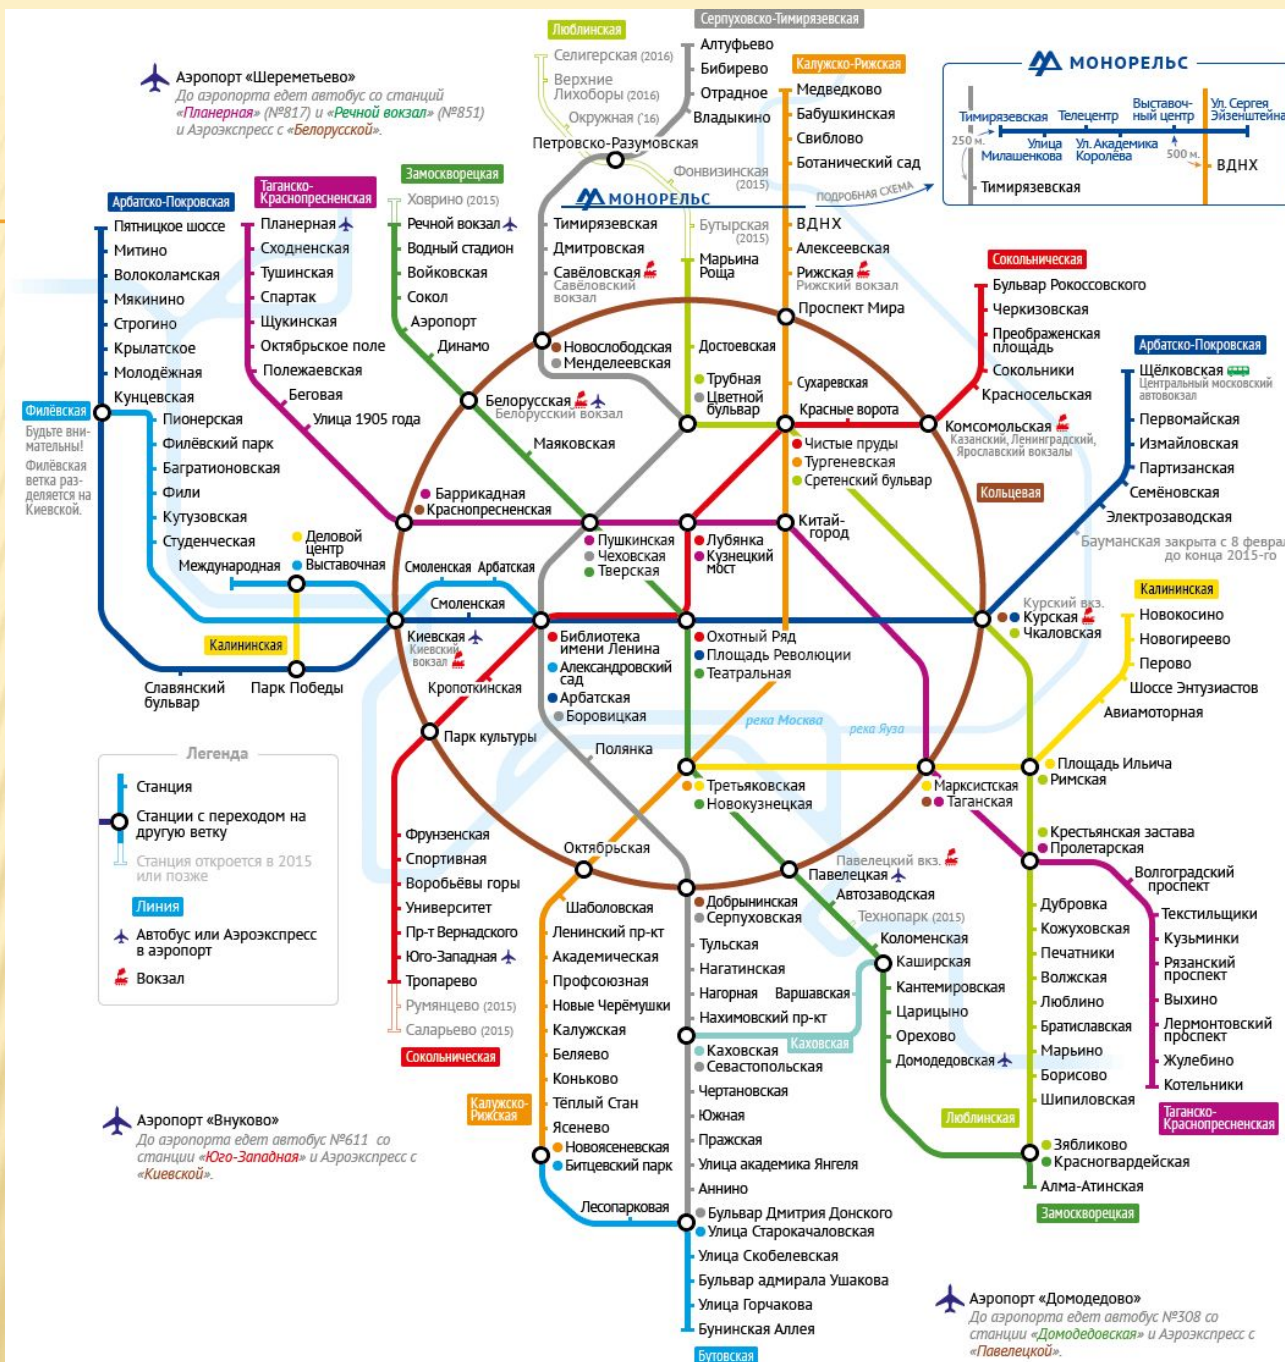 Серпуховско-Тимирязевская
Люблинская
Алтуфьево
Селигерская (2016)
Калужско-Рижская
МОНОРЕЛЬС
Аэропорт «Шереметьево»
До аэропорта едет автобус со станций
«Планерная» (№817) и «Речной вокзал» (№851)
и Аэроэкспресс с «Белорусской».
Бибирево
Верхние
Лихоборы (2016)
Отрадное
Окружная ('16)
Владыкино
Петровско-Разумовская
Медведково
Бабушкинская
Свиблово
Ботанический сад
Тимирязевская
Телецентр
Выставоч-
ный центр
Ул. Сергея
Эйзенштейна
250 м.
Улица
Милашенкова
Ул. Академика
Королёва
500 м.
ВДНХ
Тимирязевская
Фонвизинская
(2015)
МОНОРЕЛЬС
ПОДРОБНАЯ СХЕМА
Арбатско-Покровская
Пятницкое шоссе
Митино
Волоколамская
Мякинино
Строгино
Крылатское
Молодёжная
Кунцевская
Таганско-
Краснопресненская
Планерная
Сходненская
Тушинская
Спартак
Щукинская
Октябрьское поле
Полежаевская
Беговая
Улица 1905 года
Замоскворецкая
Ховрино (2015)
Речной вокзал
Водный стадион
Войковская
Сокол
Аэропорт
Динамо
Тимирязевская
Дмитровская
Савёловская
Савёловский
вокзал
Бутырская
(2015)
Марьина
Роща
ВДНХ
Алексеевская
Рижская
Рижский вокзал
Проспект Мира
Сокольническая
Бульвар Рокоссовского
Черкизовская
Преображенская
площадь
Сокольники
Красносельская
Арбатско-Покровская
Щёлковская
Центральный московский
автовокзал
Первомайская
Измайловская
Партизанская
Семёновская
Электрозаводская
Бауманская закрыта с 8 феврал
до конца 2015-го
Филёвская
Будьте вни-
мательны!
Филёвская
ветка раз-
деляется на
Киевской.
Пионерская
Филёвский парк
Багратионовская
Фили
Кутузовская
Студенческая
Международная
Деловой
центр
Выставочная
Новослободская
Менделеевская
Достоевская
Трубная
Цветной
бульвар
Сухаревская
Красные ворота
Белорусская
Белорусский вокзал
Маяковская
Комсомольская
Казанский, Ленинградский,
Ярославский вокзалы
Чистые пруды
Тургеневская
Сретенский бульвар
Кольцевая
Баррикадная
Краснопресненская
Пушкинская
Чеховская
Тверская
Лубянка
Кузнецкий
мост
Китай-
город
Смоленская
Арбатская
Смоленская
Киевская
Киевский
вокзал
Библиотека
имени Ленина
Александровский
сад
Арбатская
Боровицкая
Охотный Ряд
Площадь Революции
Театральная
Курский вкз.
Курская
Чкаловская
Калининская
Новокосино
Новогиреево
Перово
Шоссе Энтузиастов
Авиамоторная
Калининская
Славянский
бульвар
Парк Победы
Кропоткинская
Парк культуры
Полянка
река Москва
река Яуза
Третьяковская
Новокузнецкая
Марксистская
Таганская
Площадь Ильича
Римская
Легенда
Станция
Станции с переходом на
другую ветку
Станция откроется в 2015
или позже
Линия
Автобус или Аэроэкспресс
в аэропорт
Вокзал
Фрунзенская
Спортивная
Воробьёвы горы
Университет
Пр-т Вернадского
Юго-Западная
Тропарево
Румянцево (2015)
Саларьево (2015)
Сокольническая
Октябрьская
Шаболовская
Ленинский пр-кт
Академическая
Профсоюзная
Новые Черёмушки
Калужская
Беляево
Коньково
Тёплый Стан
Ясенево
Калужско-
Рижская
Новоясеневская
Битцевский парк
Лесопарковая
Добрынинская
Серпуховская
Тульская
Нагатинская
Нагорная
Варшавская
Нахимовский пр-кт
Каховская
Каховская
Севастопольская
Чертановская
Южная
Пражская
Улица академика Янгеля
Аннино
Бульвар Дмитрия Донского
Улица Старокачаловская
Улица Скобелевская
Бульвар адмирала Ушакова
Улица Горчакова
Бунинская Аллея
Бутовская
Павелецкий вкз.
Павелецкая
Автозаводская
Технопарк (2015)
Коломенская
Каширская
Кантемировская
Царицыно
Орехово
Домодедовская
Крестьянская застава
Пролетарская
Дубровка
Кожуховская
Печатники
Волжская
Люблино
Братиславская
Марьино
Борисово
Шипиловская
Люблинская
Зябликово
Красногвардейская
Алма-Атинская
Замоскворецкая
Волгоградский
проспект
Текстильщики
Кузьминки
Рязанский
проспект
Выхино
Лермонтовский
проспект
Жулебино
Котельники
Таганско-
Краснопресненская
Аэропорт «Внуково»
До аэропорта едет автобус №611 со
станции «Юго-Западная» и Аэроэкспресс с
«Киевской».
Аэропорт «Домодедово»
До аэропорта едет автобус №308 со
станции «Домодедовская» и Аэроэкспресс с
«Павелецкой».